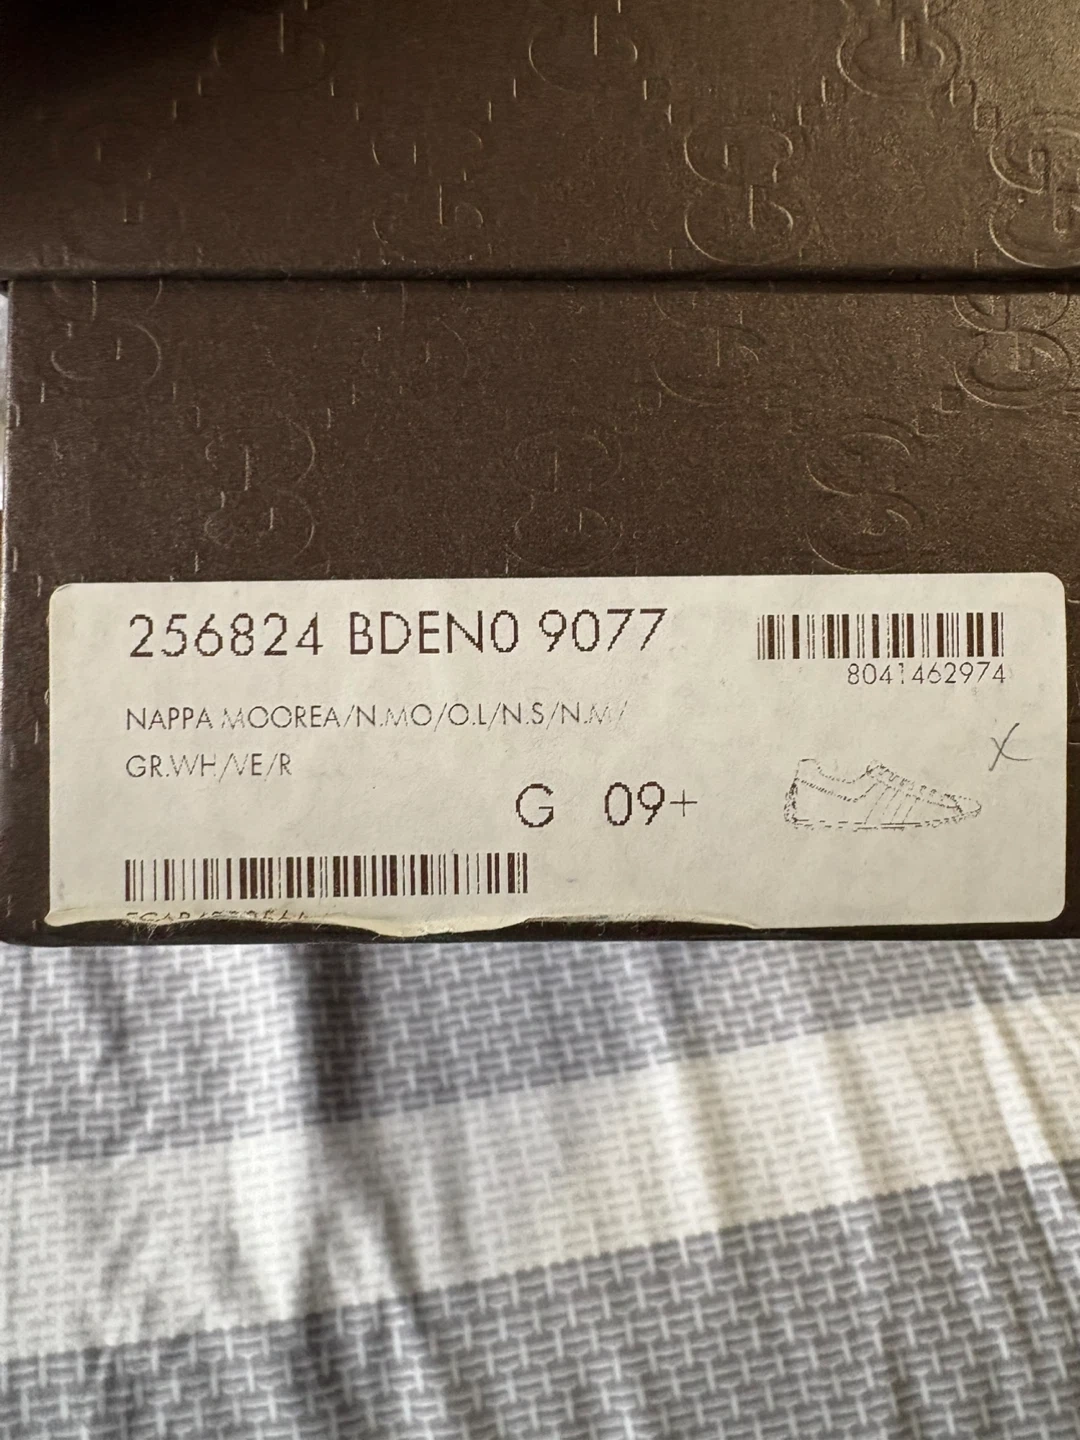 256824 BDEN0 9077
8041462974
NAPPA MOOREA/N.MO/O.L/N.S/N.M/
GR.WH/VE/R
X
G 09+